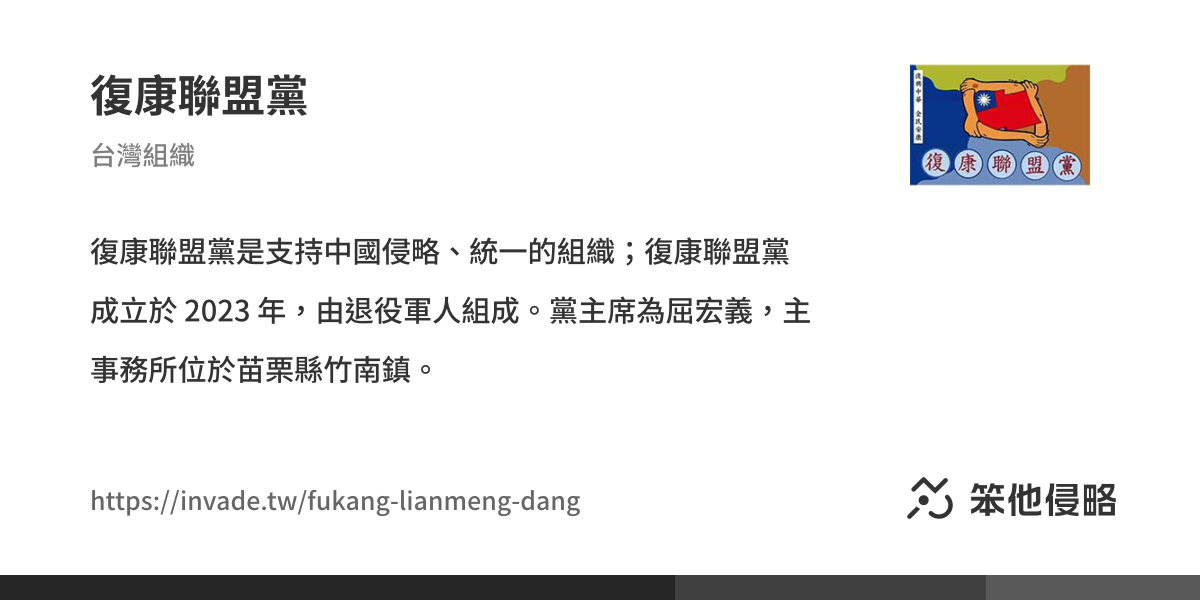 復康聯盟黨
台灣組織
復興中華 全民安康
復康聯盟黨
復康聯盟黨是支持中國侵略、統一的組織；復康聯盟黨
成立於 2023 年，由退役軍人組成。黨主席為屈宏義，主
事務所位於苗栗縣竹南鎮。
https://invade.tw/fukang-lianmeng-dang
笨他侵略